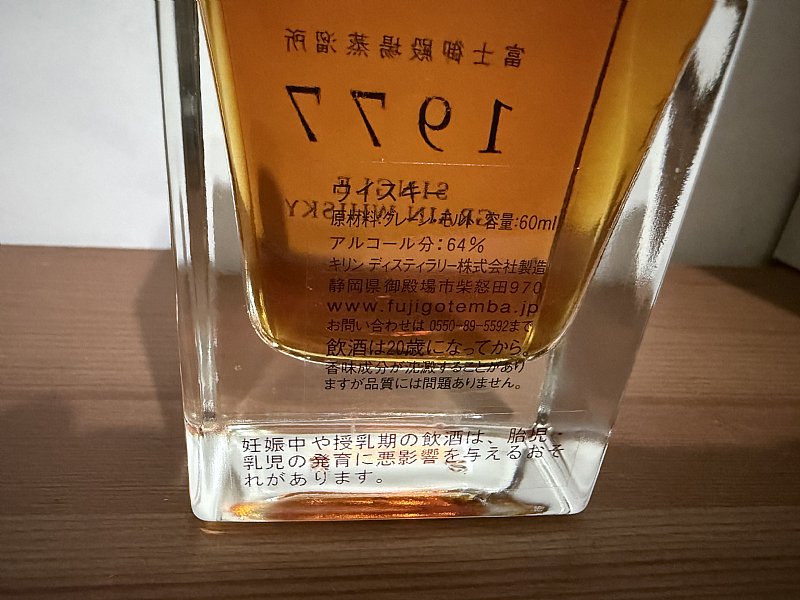 富士御殿場蒸溜所
1977
SINGLE
GRAIN WHISKY
ウイスキー
原材料:グレーン・モルト 容量:60ml
アルコール分:64%
キリン ディスティラリー株式会社製造
静岡県御殿場市柴怒田970
www.fujigotemba.jp
お問い合わせは 0550-89-5592まで
飲酒は20歳になってから。
香味成分が沈澱することがあり
ますが品質には問題ありません。
妊娠中や授乳期の飲酒は、胎児・
乳児の発育に悪影響を与えるおそ
れがあります。